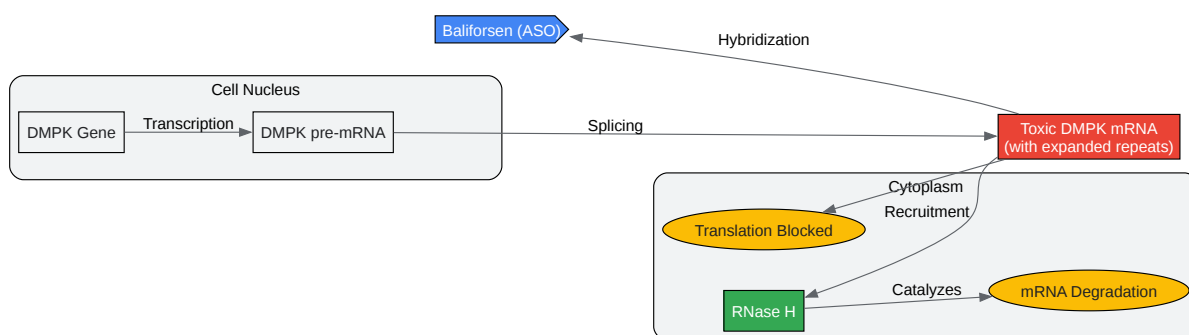 Baliforsen (ASO)
Hybridization
Cell Nucleus
DMPK Gene
Transcription
DMPK pre-mRNA
Splicing
Toxic DMPK mRNA
(with expanded repeats)
Cytoplasm
Recruitment
Translation Blocked
RNase H
Catalyzes
mRNA Degradation